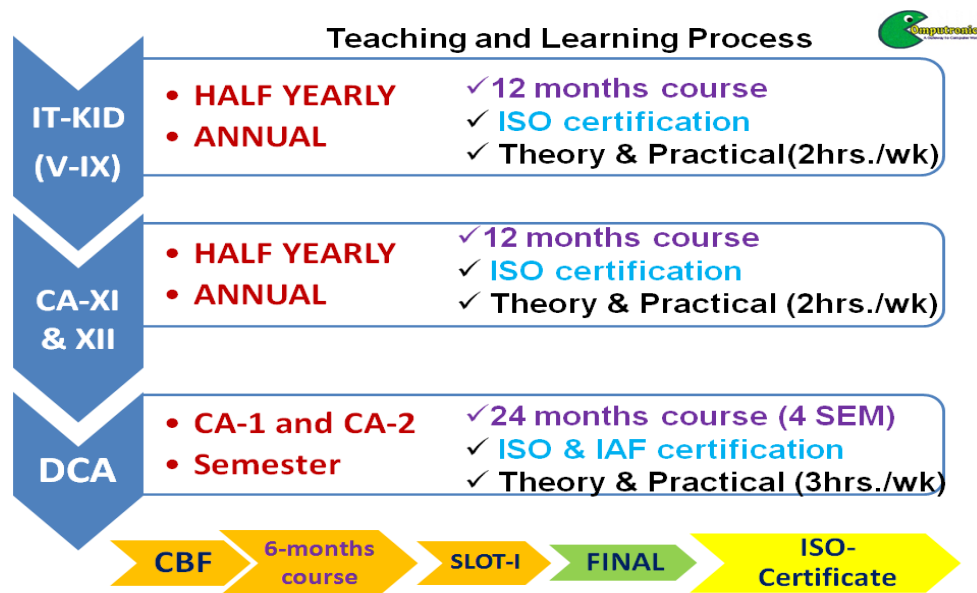 Teaching and Learning Process
omputronic
IT-KID
(V-IX)
• HALF YEARLY
• ANNUAL
✓12 months course
✓ ISO certification
✓ Theory & Practical(2hrs./wk)
CA-XI
& XII
• HALF YEARLY
• ANNUAL
✓12 months course
✓ ISO certification
✓ Theory & Practical (2hrs./wk)
DCA
• CA-1 and CA-2
• Semester
✓24 months course (4 SEM)
✓ ISO & IAF certification
✓ Theory & Practical (3hrs./wk)
CBF
6-months
course
SLOT-I
FINAL
ISO-
Certificate